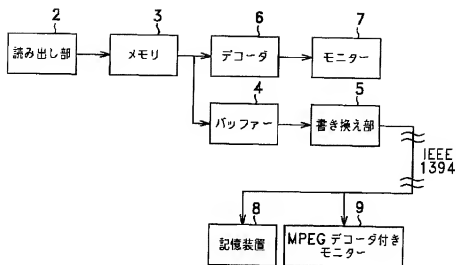 2
読み出し部
3
メモリ
6
デコーダ
7
モニター
4
バッファー
5
書き換え部
IEEE
1394
8
記憶装置
9
MPEG デコーダ付き
モニター